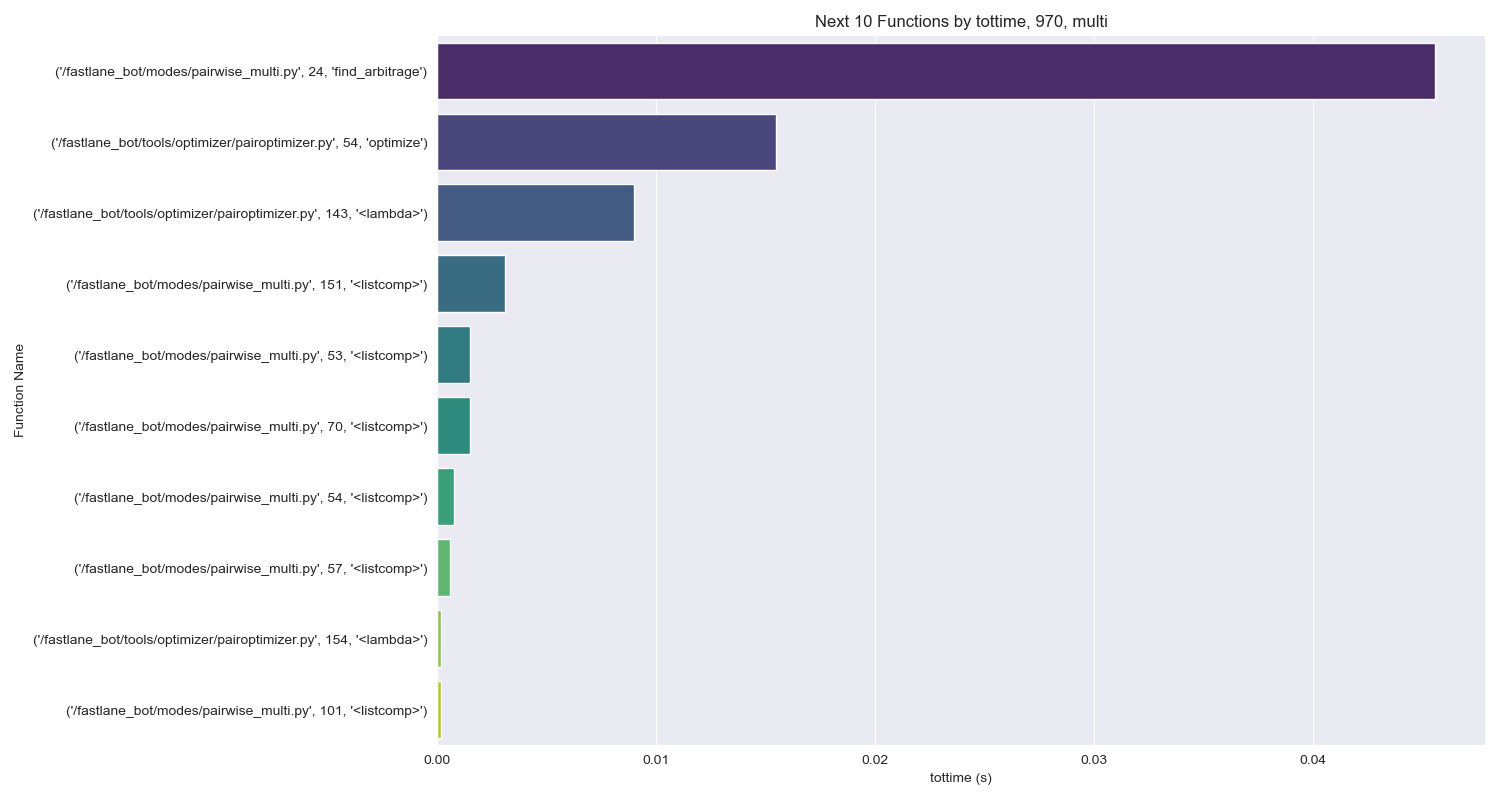 Next 10 Functions by tottime, 970, multi
('/fastlane_bot/modes/pairwise_multi.py', 24, 'find_arbitrage')
('/fastlane_bot/tools/optimizer/pairoptimizer.py', 54, 'optimize')
('/fastlane_bot/tools/optimizer/pairoptimizer.py', 143, '<lambda>')
('/fastlane_bot/modes/pairwise_multi.py', 151, '<listcomp>')
('/fastlane_bot/modes/pairwise_multi.py', 53, '<listcomp>')
('/fastlane_bot/modes/pairwise_multi.py', 70, '<listcomp>')
('/fastlane_bot/modes/pairwise_multi.py', 54, '<listcomp>')
('/fastlane_bot/modes/pairwise_multi.py', 57, '<listcomp>')
('/fastlane_bot/tools/optimizer/pairoptimizer.py', 154, '<lambda>')
('/fastlane_bot/modes/pairwise_multi.py', 101, '<listcomp>')
Function Name
0.00 0.01 0.02 0.03 0.04
tottime (s)